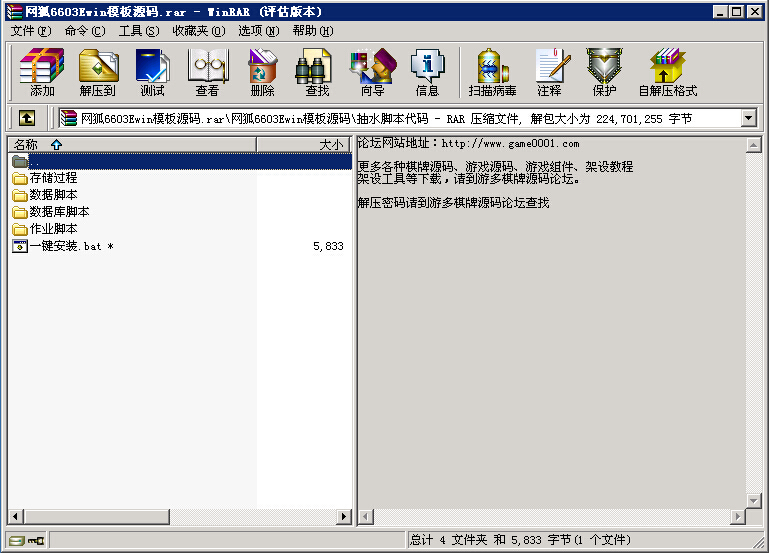 网狐6603Ewin模板源码.rar - WinRAR (评估版本)
文件(F) 命令(C) 工具(S) 收藏夹(O) 选项(N) 帮助(H)
添加 解压到 测试 查看 删除 查找 向导 信息 扫描病毒 注释 保护 自解压格式
网狐6603Ewin模板源码.rar\网狐6603Ewin模板源码\抽水脚本代码 - RAR 压缩文件, 解包大小为 224,701,255 字节
名称 大小
..
存储过程
数据脚本
数据库脚本
作业脚本
一键安装.bat * 5,833
论坛网站地址：http://www.game0001.com
更多各种棋牌源码、游戏源码、游戏组件、架设教程
架设工具等下载，请到游多棋牌源码论坛。
解压密码请到游多棋牌源码论坛查找
总计 4 文件夹 和 5,833 字节(1 个文件)